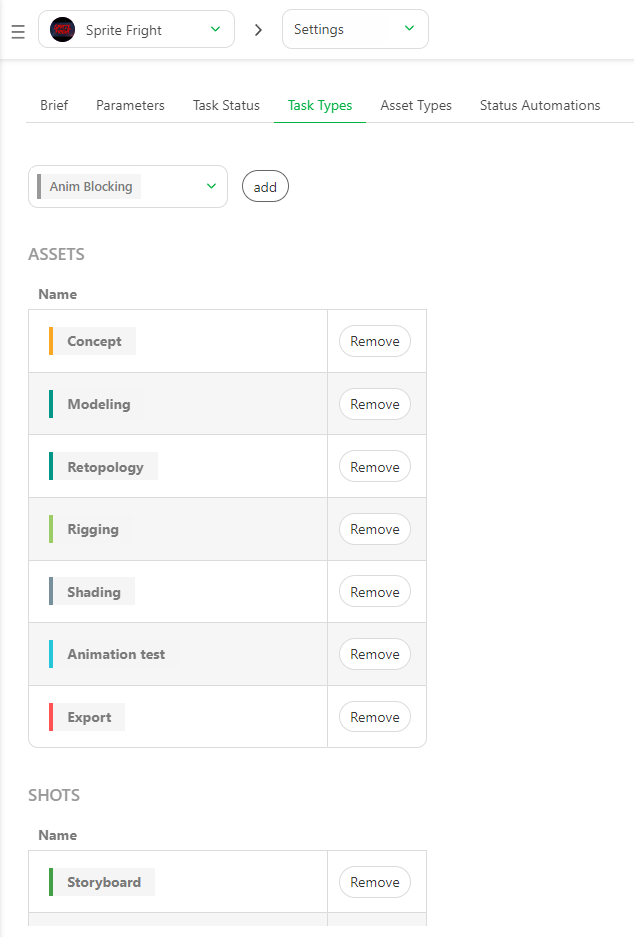 Sprite Fright
Settings
Brief Parameters Task Status Task Types Asset Types Status Automations
Anim Blocking add
ASSETS
Name
Concept Remove
Modeling Remove
Retopology Remove
Rigging Remove
Shading Remove
Animation test Remove
Export Remove
SHOTS
Name
Storyboard Remove